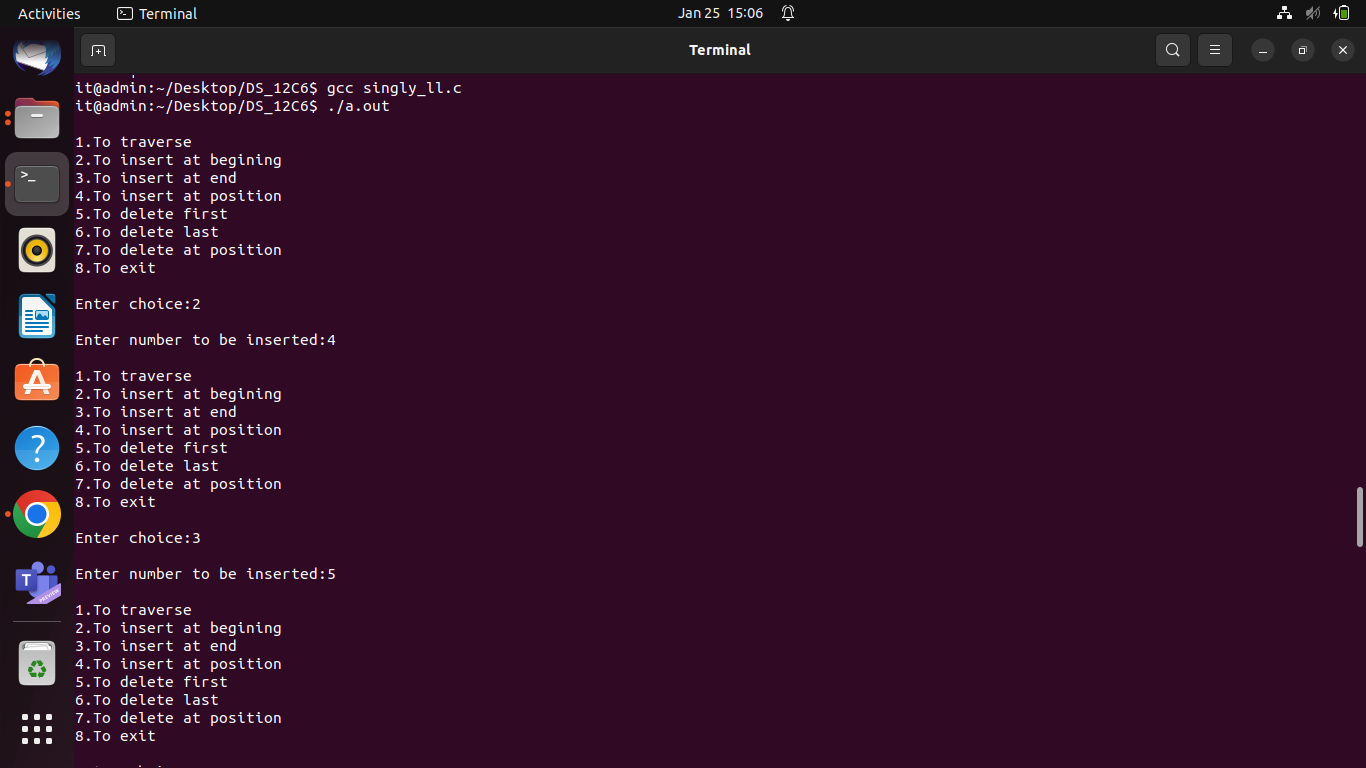 Activities
Terminal
Jan 25 15:06
Terminal
it@admin:~/Desktop/DS_12C6$ gcc singly_ll.c
it@admin:~/Desktop/DS_12C6$ ./a.out
1.To traverse
2.To insert at begining
3.To insert at end
4.To insert at position
5.To delete first
6.To delete last
7.To delete at position
8.To exit
Enter choice:2
Enter number to be inserted:4
1.To traverse
2.To insert at begining
3.To insert at end
4.To insert at position
5.To delete first
6.To delete last
7.To delete at position
8.To exit
Enter choice:3
Enter number to be inserted:5
1.To traverse
2.To insert at begining
3.To insert at end
4.To insert at position
5.To delete first
6.To delete last
7.To delete at position
8.To exit